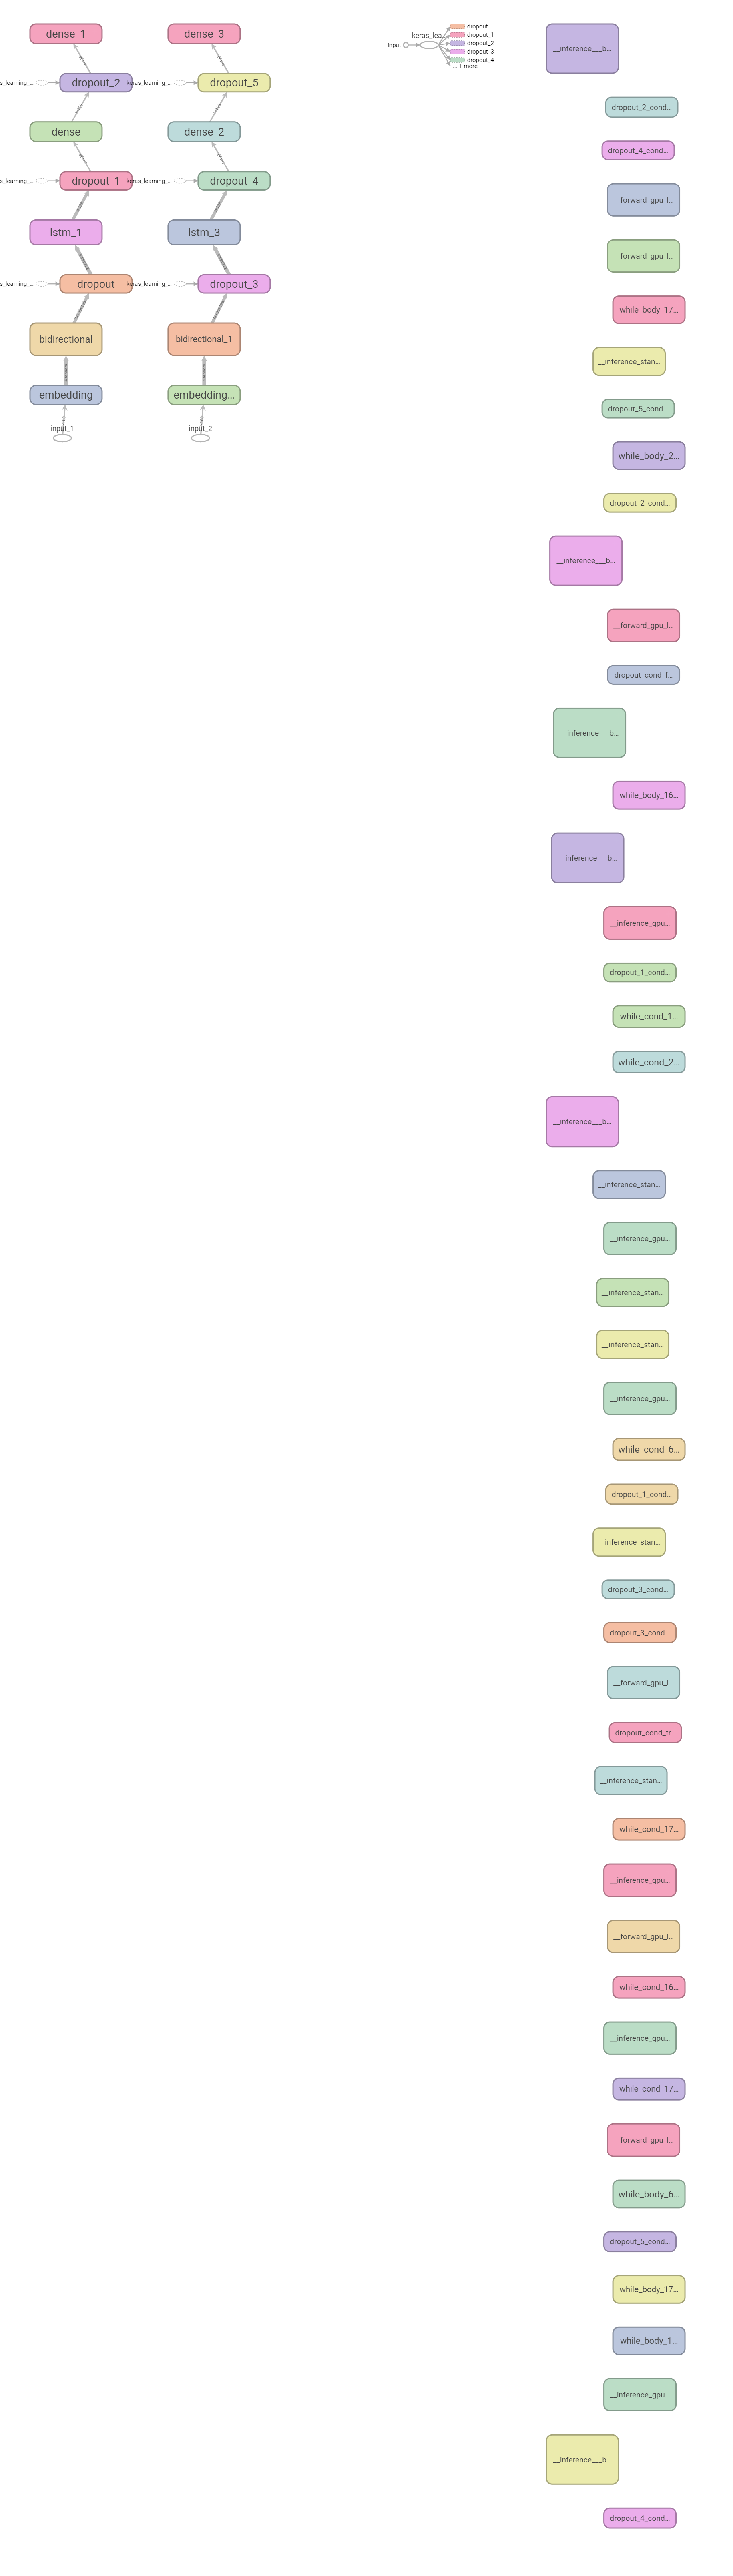 dense_1
dropout_2
s_learning_...
dense
dropout_1
s_learning_...
lstm_1
dropout
s_learning_...
bidirectional
embedding
input_1
dense_3
dropout_5
keras_learning_...
dense_2
dropout_4
keras_learning_...
lstm_3
dropout_3
keras_learning_...
bidirectional_1
embedding...
input_2
keras_lea...
input
dropout
dropout_1
dropout_2
dropout_3
dropout_4
... 1 more
__inference___b...
dropout_2_cond...
dropout_4_cond...
__forward_gpu_l...
__forward_gpu_l...
while_body_17...
__inference_stan...
dropout_5_cond...
while_body_2...
dropout_2_cond...
__inference___b...
__forward_gpu_l...
dropout_cond_f...
__inference___b...
while_body_16...
__inference___b...
__inference_gpu...
dropout_1_cond...
while_cond_1...
while_cond_2...
__inference___b...
__inference_stan...
__inference_gpu...
__inference_stan...
__inference_stan...
__inference_gpu...
while_cond_6...
dropout_1_cond...
__inference_stan...
dropout_3_cond...
dropout_3_cond...
__forward_gpu_l...
dropout_cond_tr...
__inference_stan...
while_cond_17...
__inference_gpu...
__forward_gpu_l...
while_cond_16...
__inference_gpu...
while_cond_17...
__forward_gpu_l...
while_body_6...
dropout_5_cond...
while_body_17...
while_body_1...
__inference_gpu...
__inference___b...
dropout_4_cond...